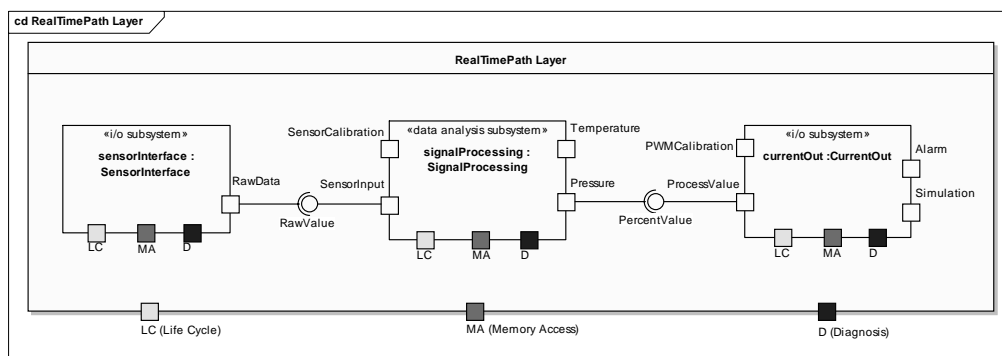 cd RealTimePath Layer
RealTimePath Layer
«i/o subsystem»
sensorInterface :
SensorInterface
RawData
LC
MA
D
RawValue
SensorCalibration
SensorInput
«data analysis subsystem»
signalProcessing :
SignalProcessing
Temperature
Pressure
LC
MA
D
PercentValue
PWMCalibration
ProcessValue
«i/o subsystem»
currentOut :CurrentOut
Alarm
Simulation
LC
MA
D
LC (Life Cycle)
MA (Memory Access)
D (Diagnosis)